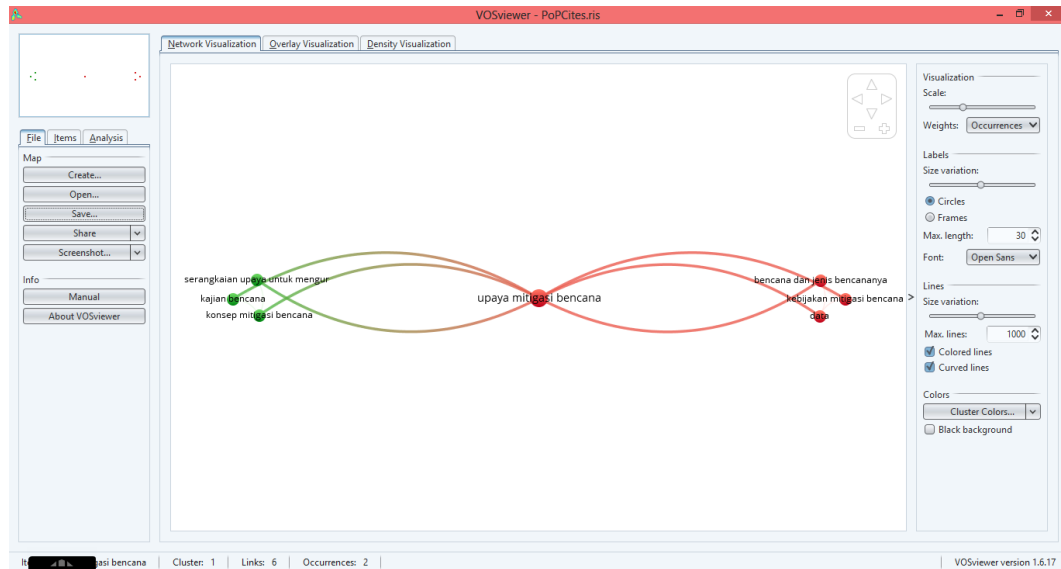 VOSviewer - PoPCites.ris
Network Visualization Overlay Visualization Density Visualization
File Items Analysis
Map
Create...
Open...
Save...
Share
Screenshot...
Info
Manual
About VOSviewer
serangkaian upaya untuk mengur
kajian bencana
konsep mitigasi bencana
upaya mitigasi bencana
bencana dan jenis bencananya
kebijakan mitigasi bencana
data
>
Visualization
Scale:
Weights: Occurrences
Labels
Size variation:
Circles
Frames
Max. length: 30
Font: Open Sans
Lines
Size variation:
Max. lines: 1000
Colored lines
Curved lines
Colors
Cluster Colors...
Black background
bencana Cluster: 1 Links: 6 Occurrences: 2 VOSviewer version 1.6.17